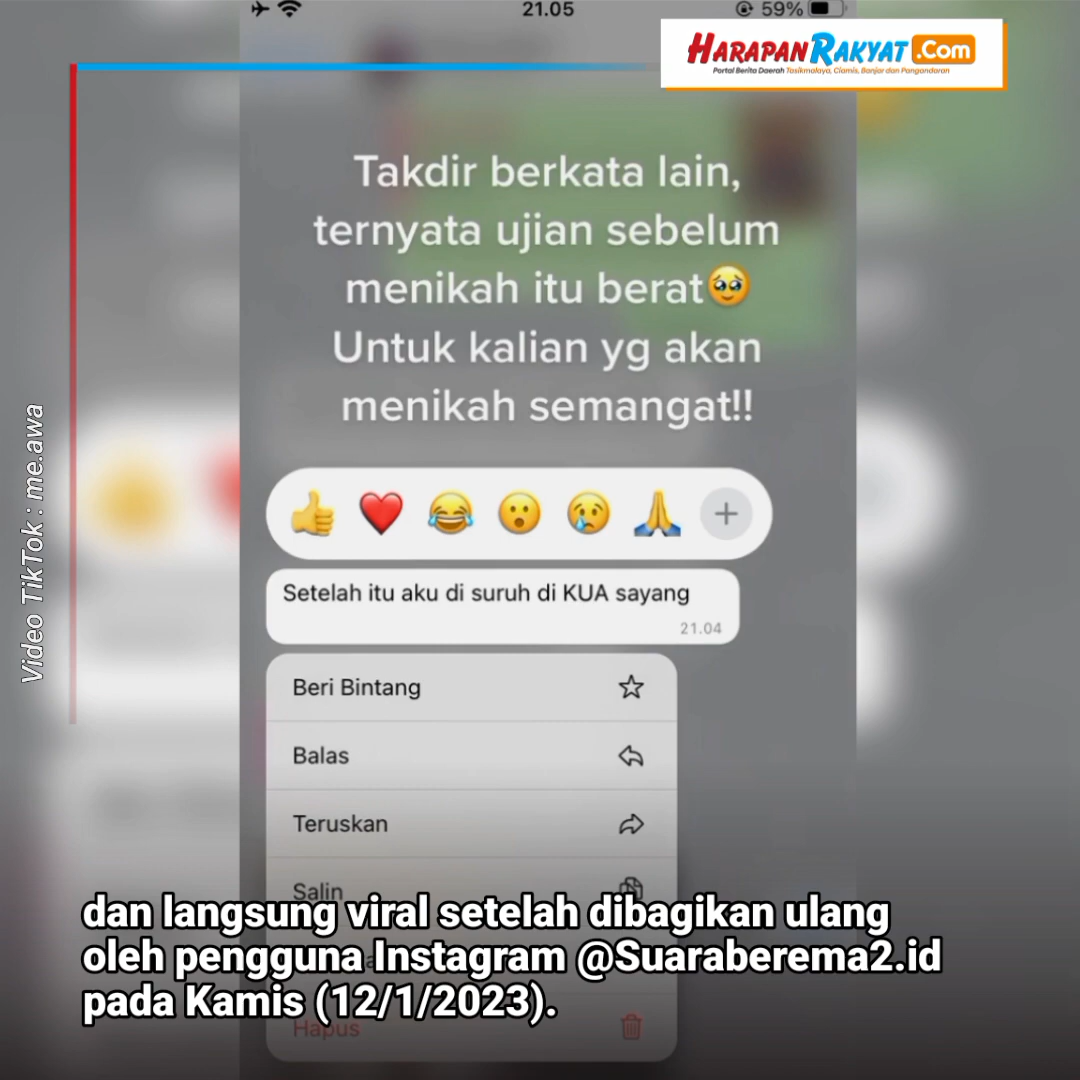 21.05
59%
HARAPANRAKYAT.Com
Portal Berita Daerah Tasikmalaya, Ciamis, Banjar dan Pangandaran
Takdir berkata lain,
ternyata ujian sebelum
menikah itu berat🥹
Untuk kalian yg akan
menikah semangat!!
Video TikTok : me.awa
👍 ❤️ 😂 😮 😢 🙏 +
Setelah itu aku di suruh di KUA sayang
21.04
Beri Bintang
Balas
Teruskan
Salin
dan langsung viral setelah dibagikan ulang
oleh pengguna Instagram @Suaraberema2.id
pada Kamis (12/1/2023).
Hapus